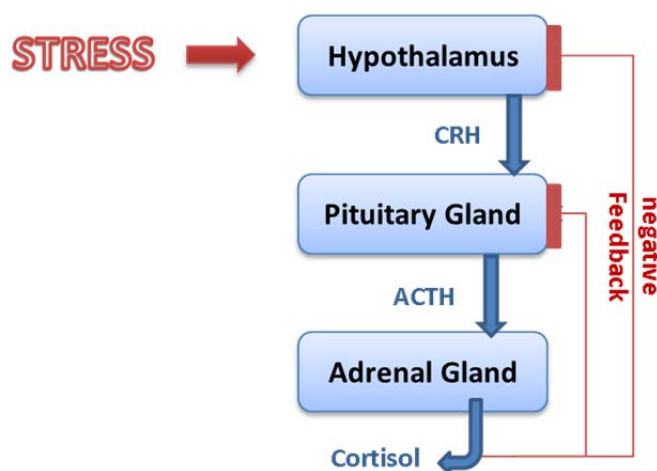 STRESS
Hypothalamus
CRH
Pituitary Gland
negative
Feedback
ACTH
Adrenal Gland
Cortisol